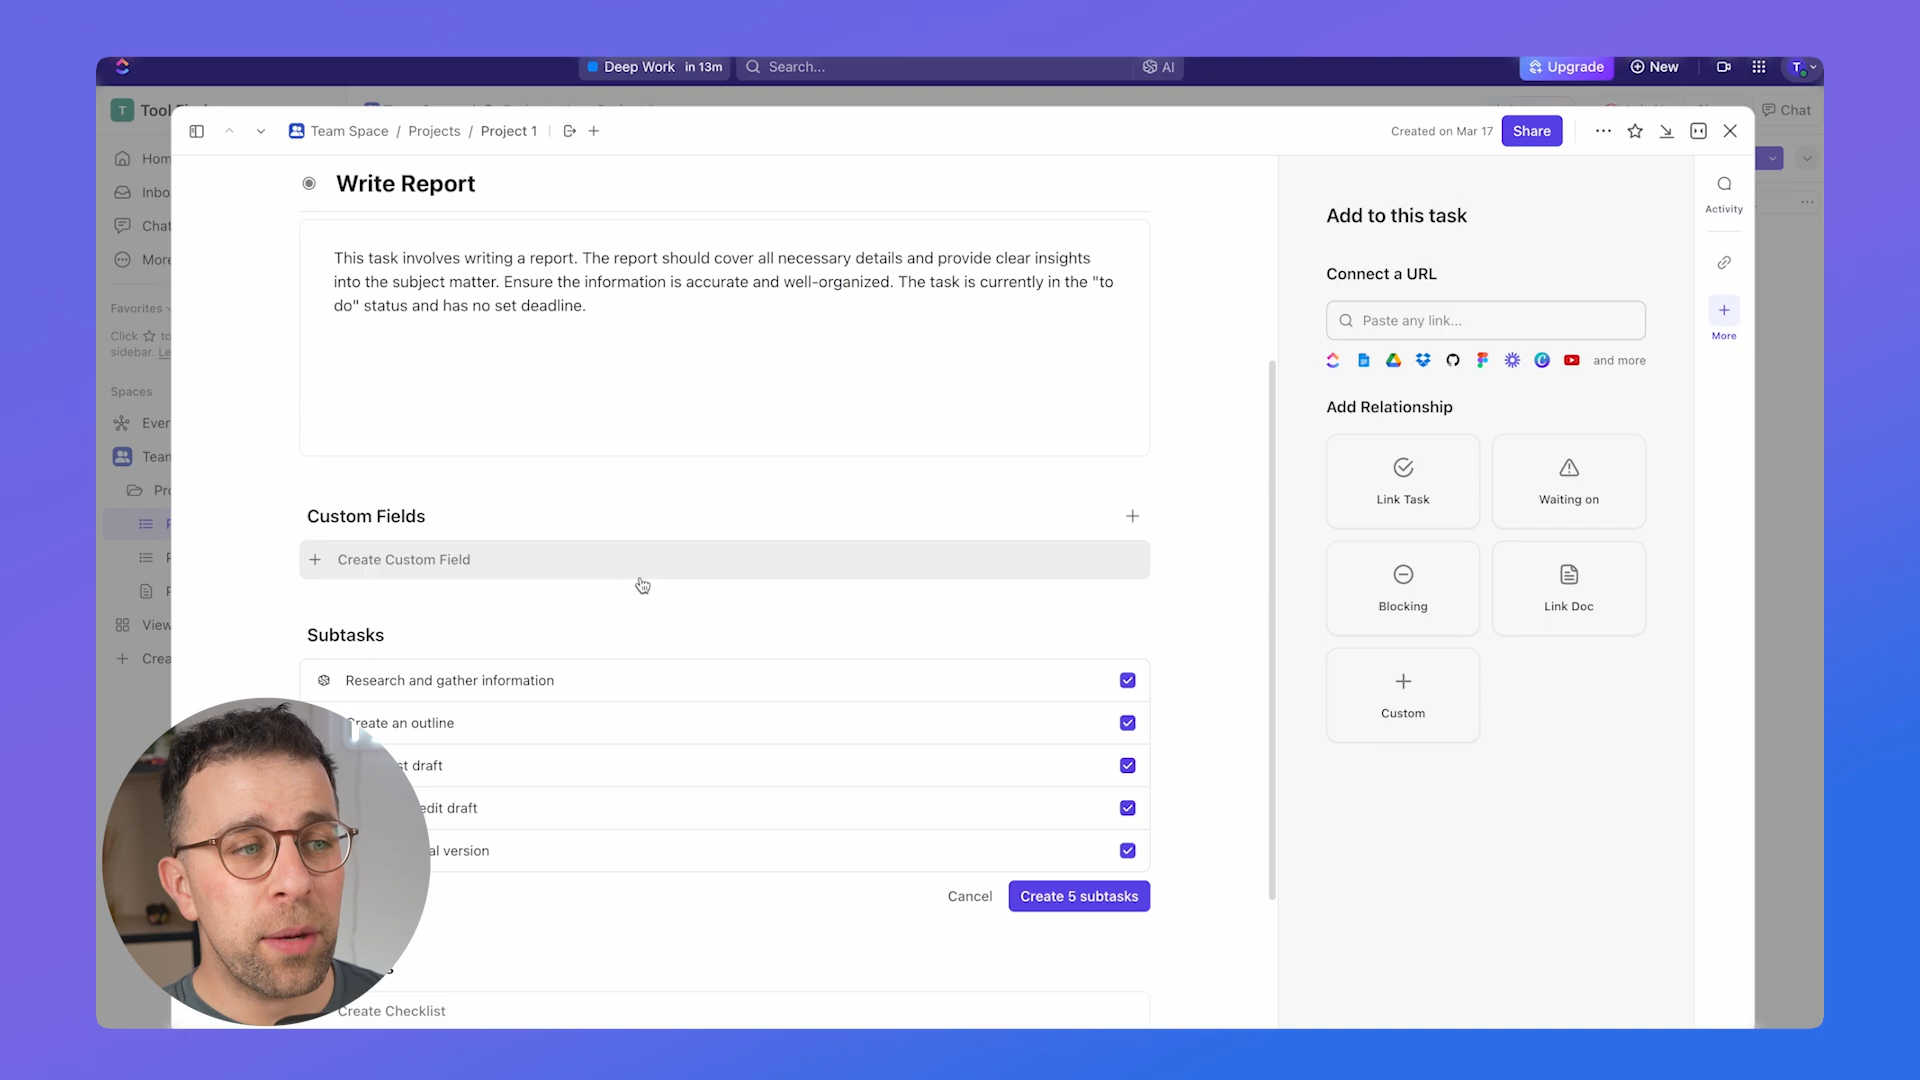 Deep Work in 13m
Search...
AI
Upgrade
New
T
T
Tool
Chat
Team Space / Projects / Project 1
Created on Mar 17
Share
Home
Inbo
Chat
More
Favorites
Click
to
sidebar. Le
Spaces
Ever
Tean
Pro
View
Crea
Write Report
This task involves writing a report. The report should cover all necessary details and provide clear insights
into the subject matter. Ensure the information is accurate and well-organized. The task is currently in the "to
do" status and has no set deadline.
Custom Fields
Create Custom Field
Subtasks
Research and gather information
Create an outline
st draft
edit draft
al version
Cancel
Create 5 subtasks
s
Create Checklist
Add to this task
Connect a URL
Paste any link...
and more
Add Relationship
Link Task
Waiting on
Blocking
Link Doc
Custom
Activity
More